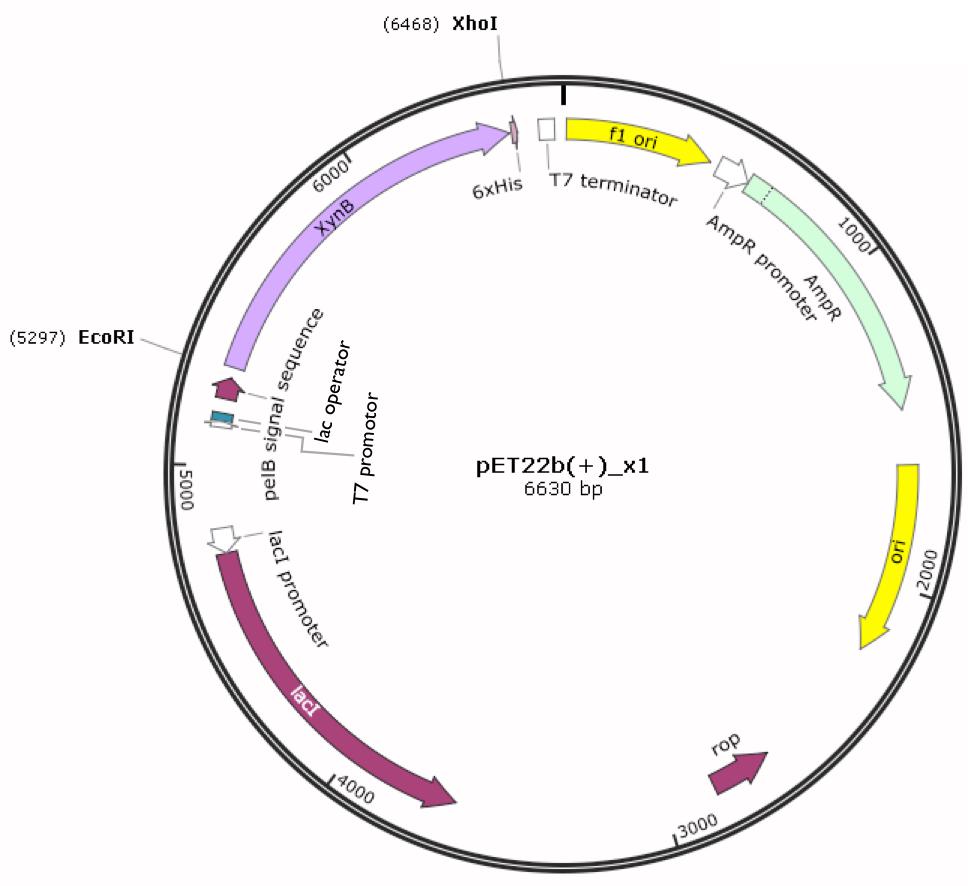 (6468) XhoI
f1 ori
T7 terminator
6xHis
AmpR promoter
AmpR
1000
6000
XynB
(5297) EcoRI
pelB signal sequence
lac operator
T7 promotor
pET22b(+)_x1
6630 bp
5000
lacI promoter
ori
2000
lacI
rop
4000
3000